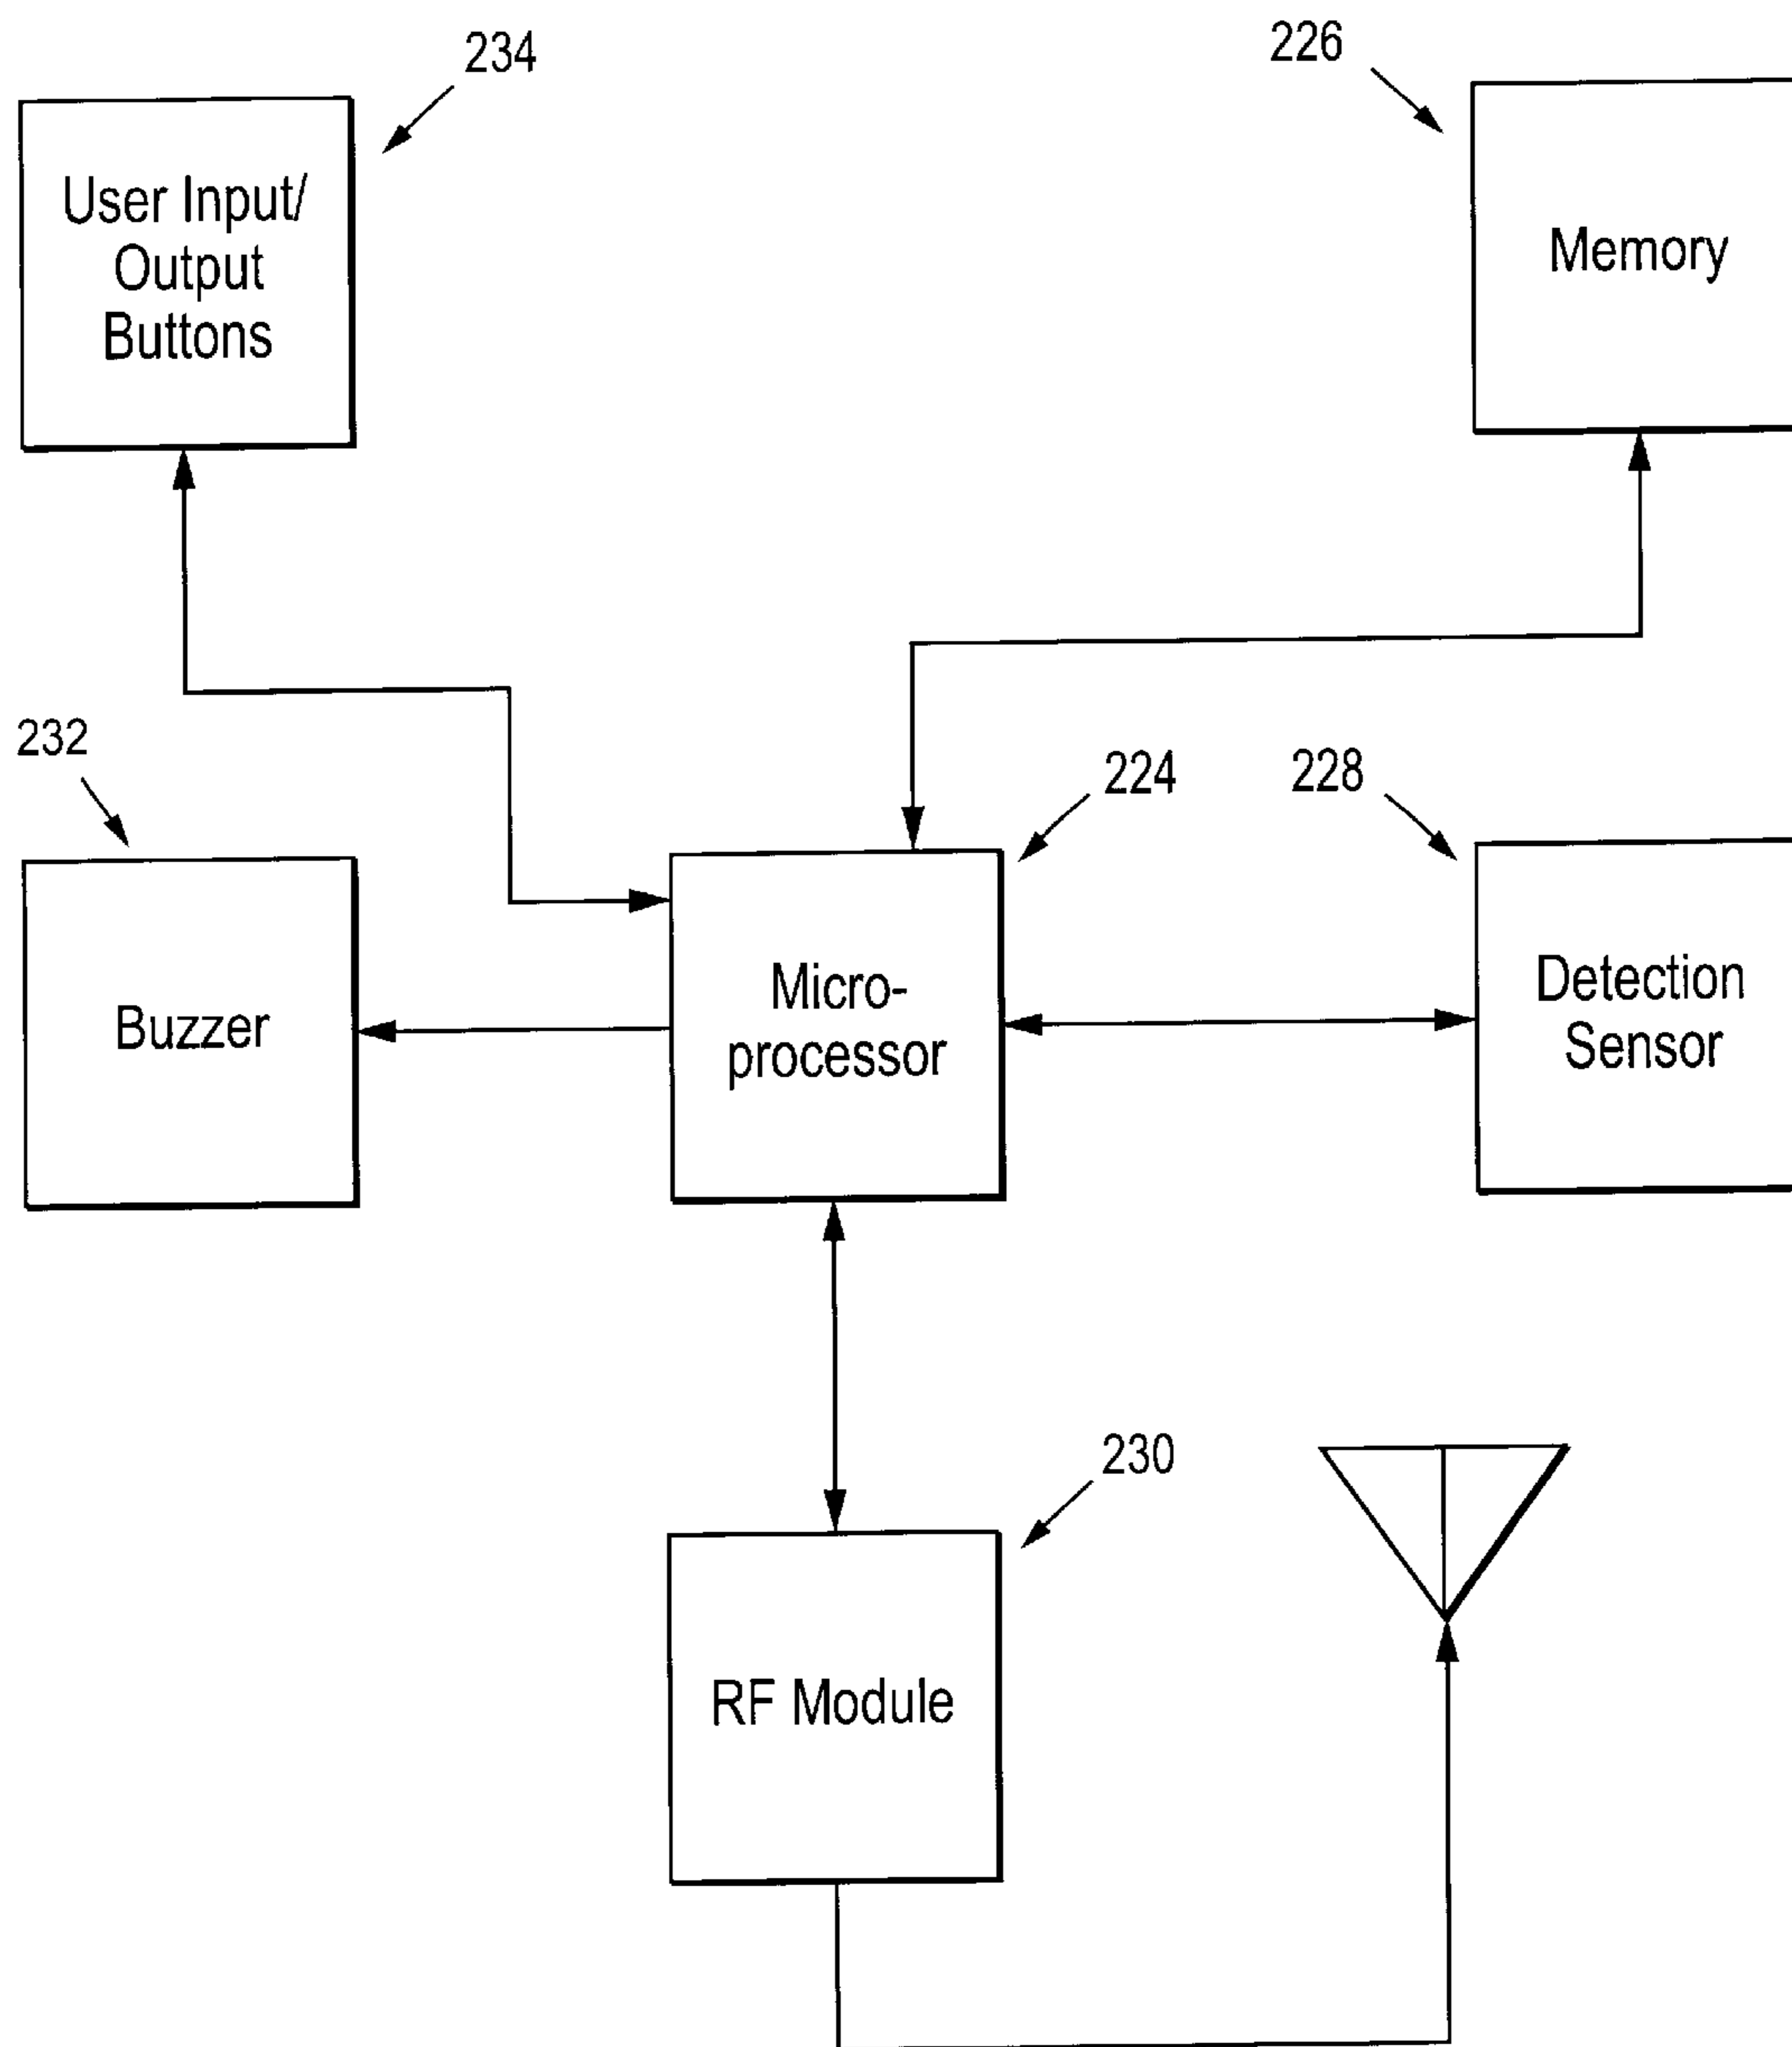 234
226
User Input/
Output
Buttons
Memory
232
224
228
Buzzer
Micro-
processor
Detection
Sensor
230
RF Module